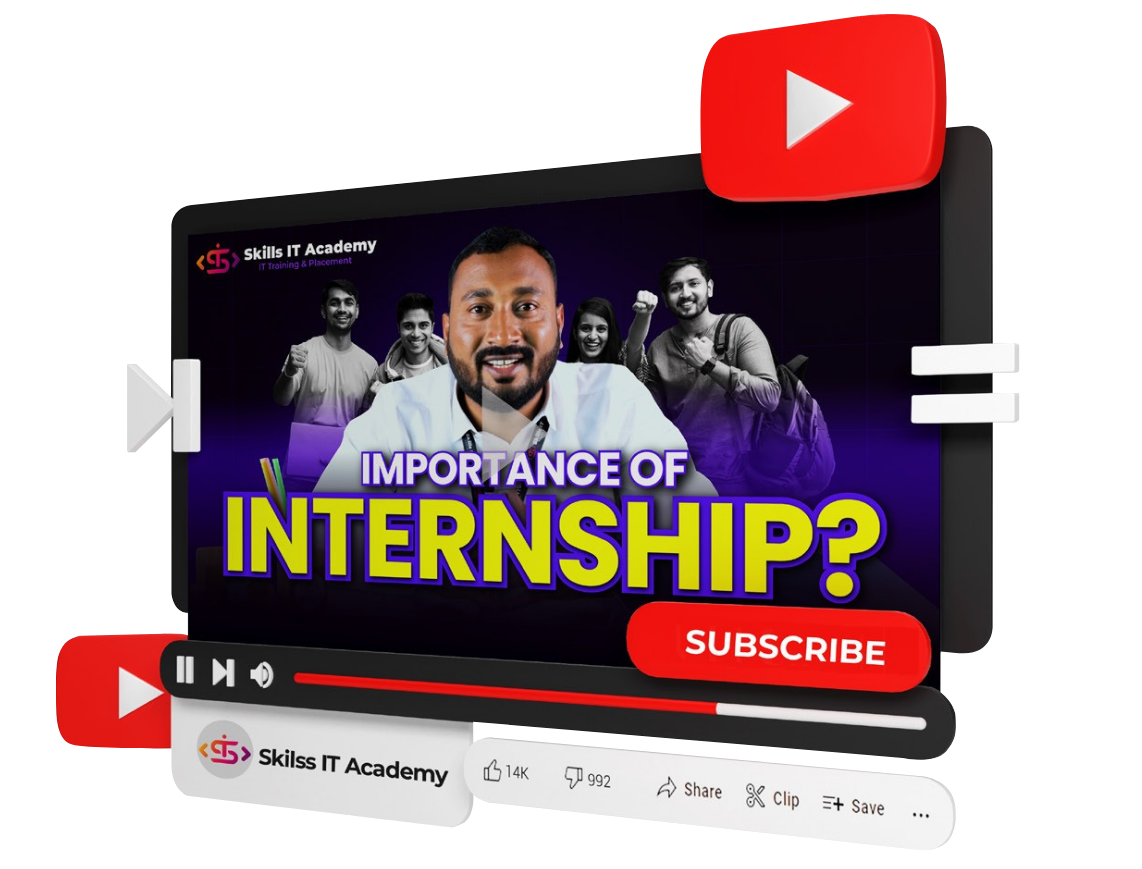 Skills IT Academy
IT Training & Placement
IMPORTANCE OF
INTERNSHIP?
SUBSCRIBE
Skilss IT Academy
14K
992
Share
Clip
Save
...